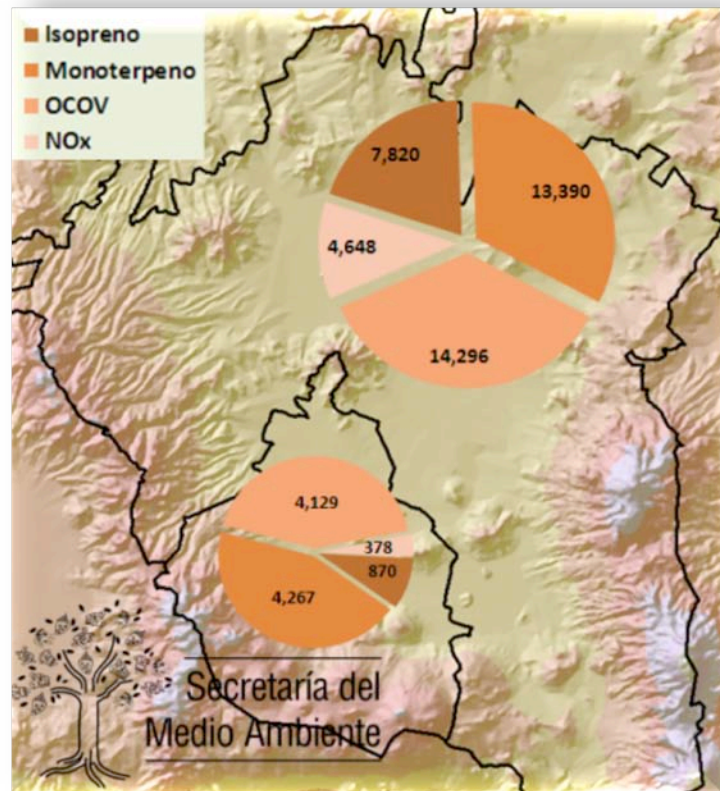 Isopreno
Monoterpeno
OCOV
NOx
7,820
13,390
4,648
14,296
4,129
378
870
4,267
Secretaría del
Medio Ambiente